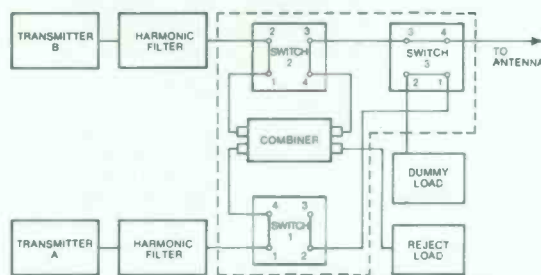 TRANSMITTER
B
HARMONIC
FILTER
2 3
SWITCH
2
1 4
3 4
SWITCH
3
2 1
TO
ANTENNA
COMBINER
4 3
SWITCH
1
1 2
DUMMY
LOAD
TRANSMITTER
A
HARMONIC
FILTER
REJECT
LOAD